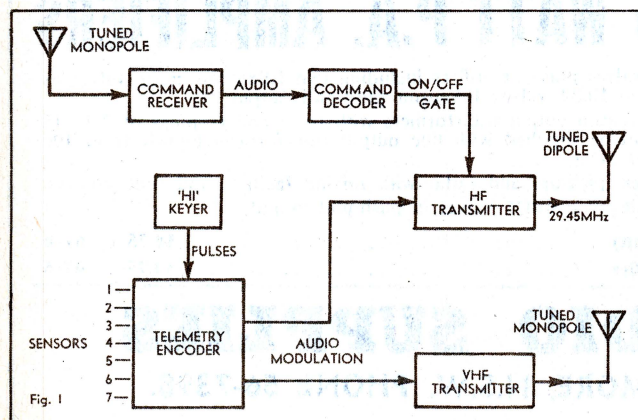 TUNED
MONOPOLE
COMMAND
RECEIVER
AUDIO
COMMAND
DECODER
ON/OFF
GATE
TUNED
DIPOLE
'HI'
KEYER
HF
TRANSMITTER
29.45MHz
PULSES
1
2
3
4
5
6
7
SENSORS
TELEMETRY
ENCODER
AUDIO
MODULATION
TUNED
MONOPOLE
VHF
TRANSMITTER
Fig. 1